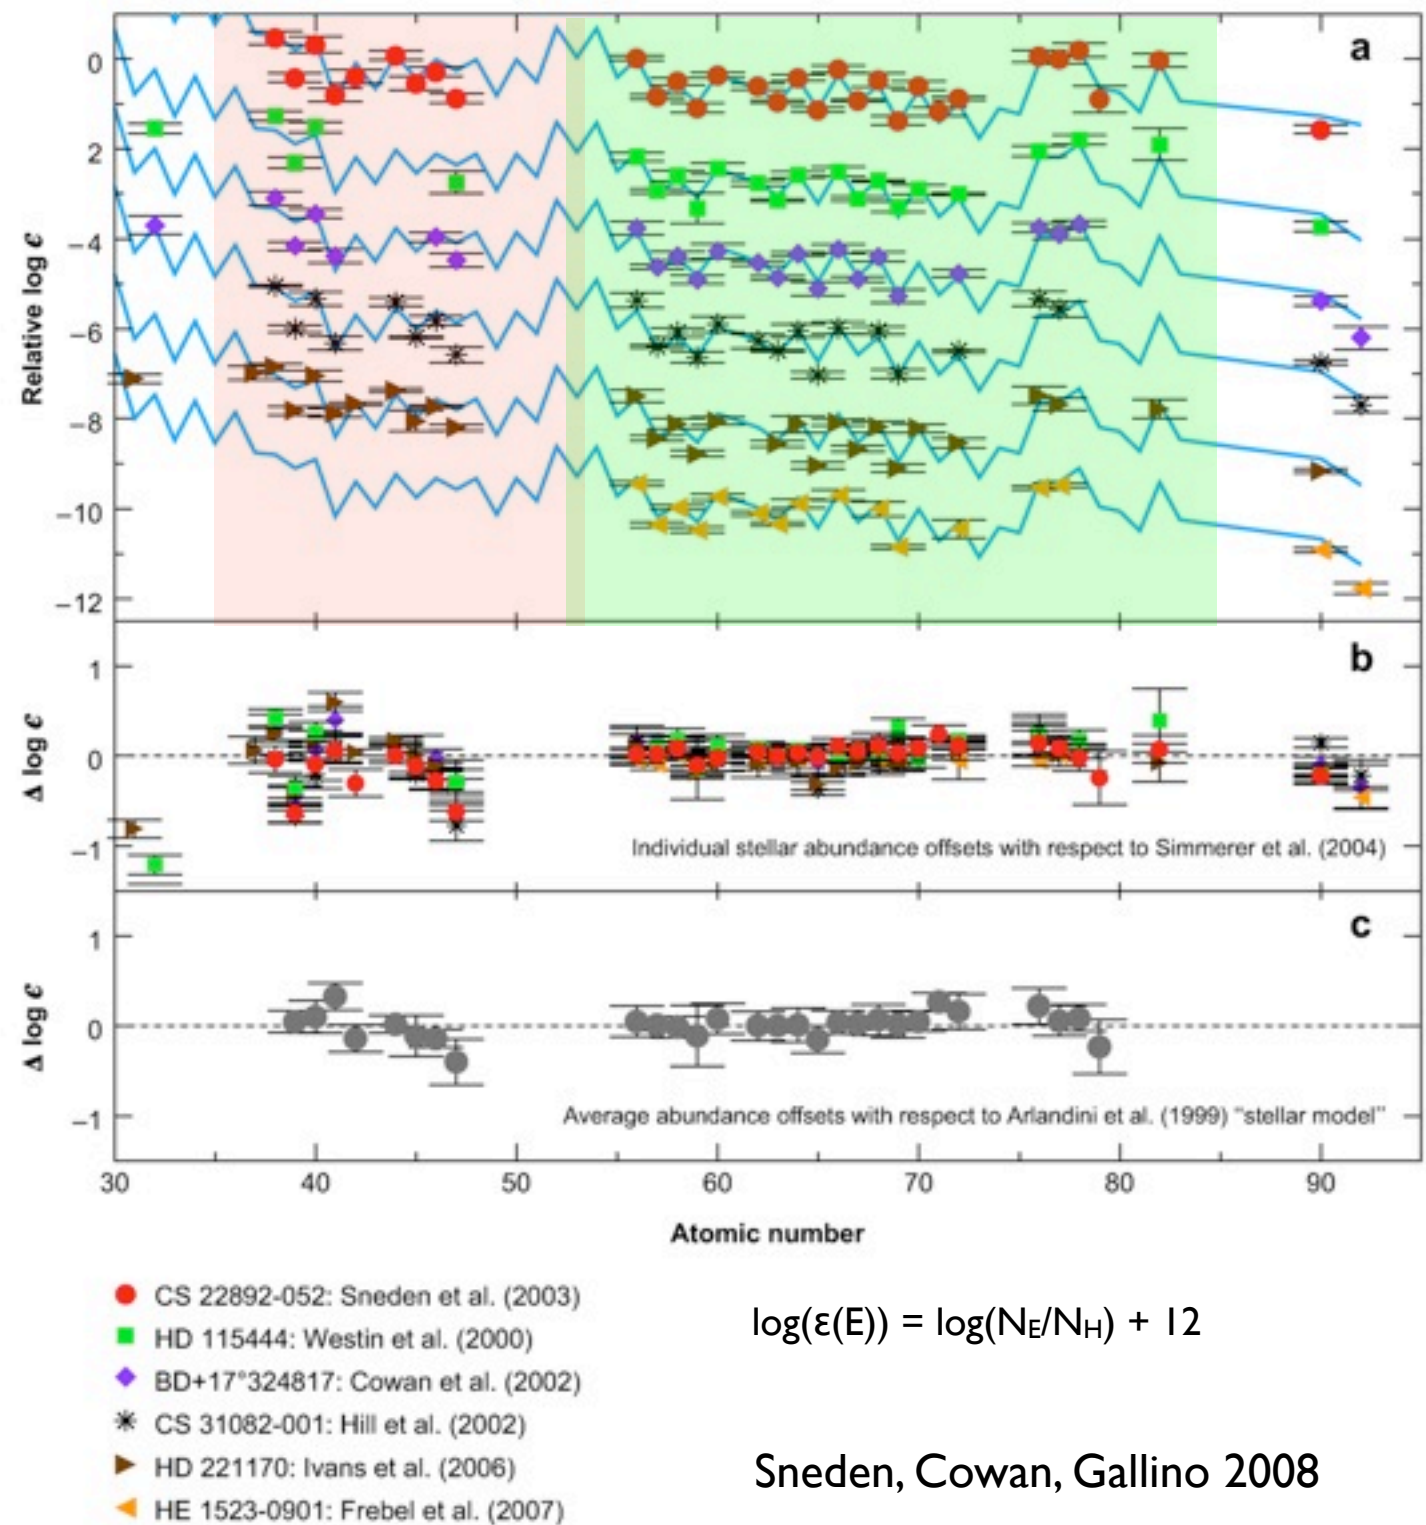 a
0
2
−4
−6
−8
−10
−12
Relative log ϵ
b
1
0
−1
Δ log ϵ
Individual stellar abundance offsets with respect to Simmerer et al. (2004)
c
1
0
−1
Δ log ϵ
Average abundance offsets with respect to Arlandini et al. (1999) "stellar model"
30 40 50 60 70 80 90
Atomic number
CS 22892-052: Sneden et al. (2003)
HD 115444: Westin et al. (2000)
BD+17°324817: Cowan et al. (2002)
CS 31082-001: Hill et al. (2002)
HD 221170: Ivans et al. (2006)
HE 1523-0901: Frebel et al. (2007)
log(ε(E)) = log(NE/NH) + 12
Sneden, Cowan, Gallino 2008